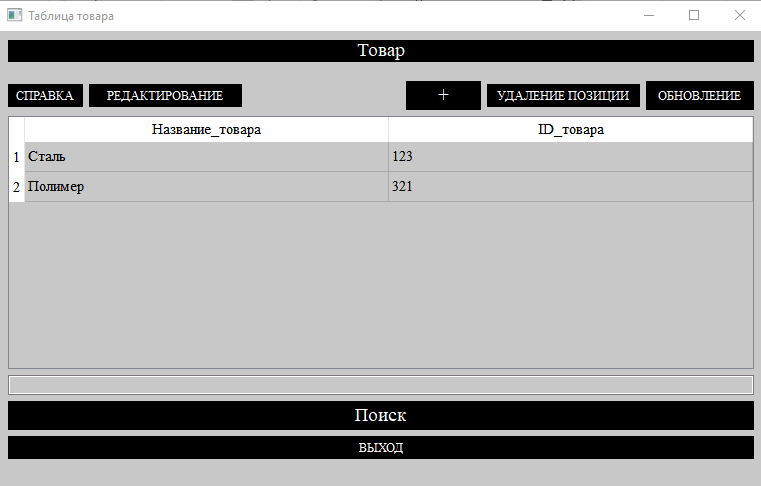 Таблица товара
Товар
СПРАВКА РЕДАКТИРОВАНИЕ + УДАЛЕНИЕ ПОЗИЦИИ ОБНОВЛЕНИЕ
Название_товара ID_товара
1 Сталь 123
2 Полимер 321
Поиск
ВЫХОД